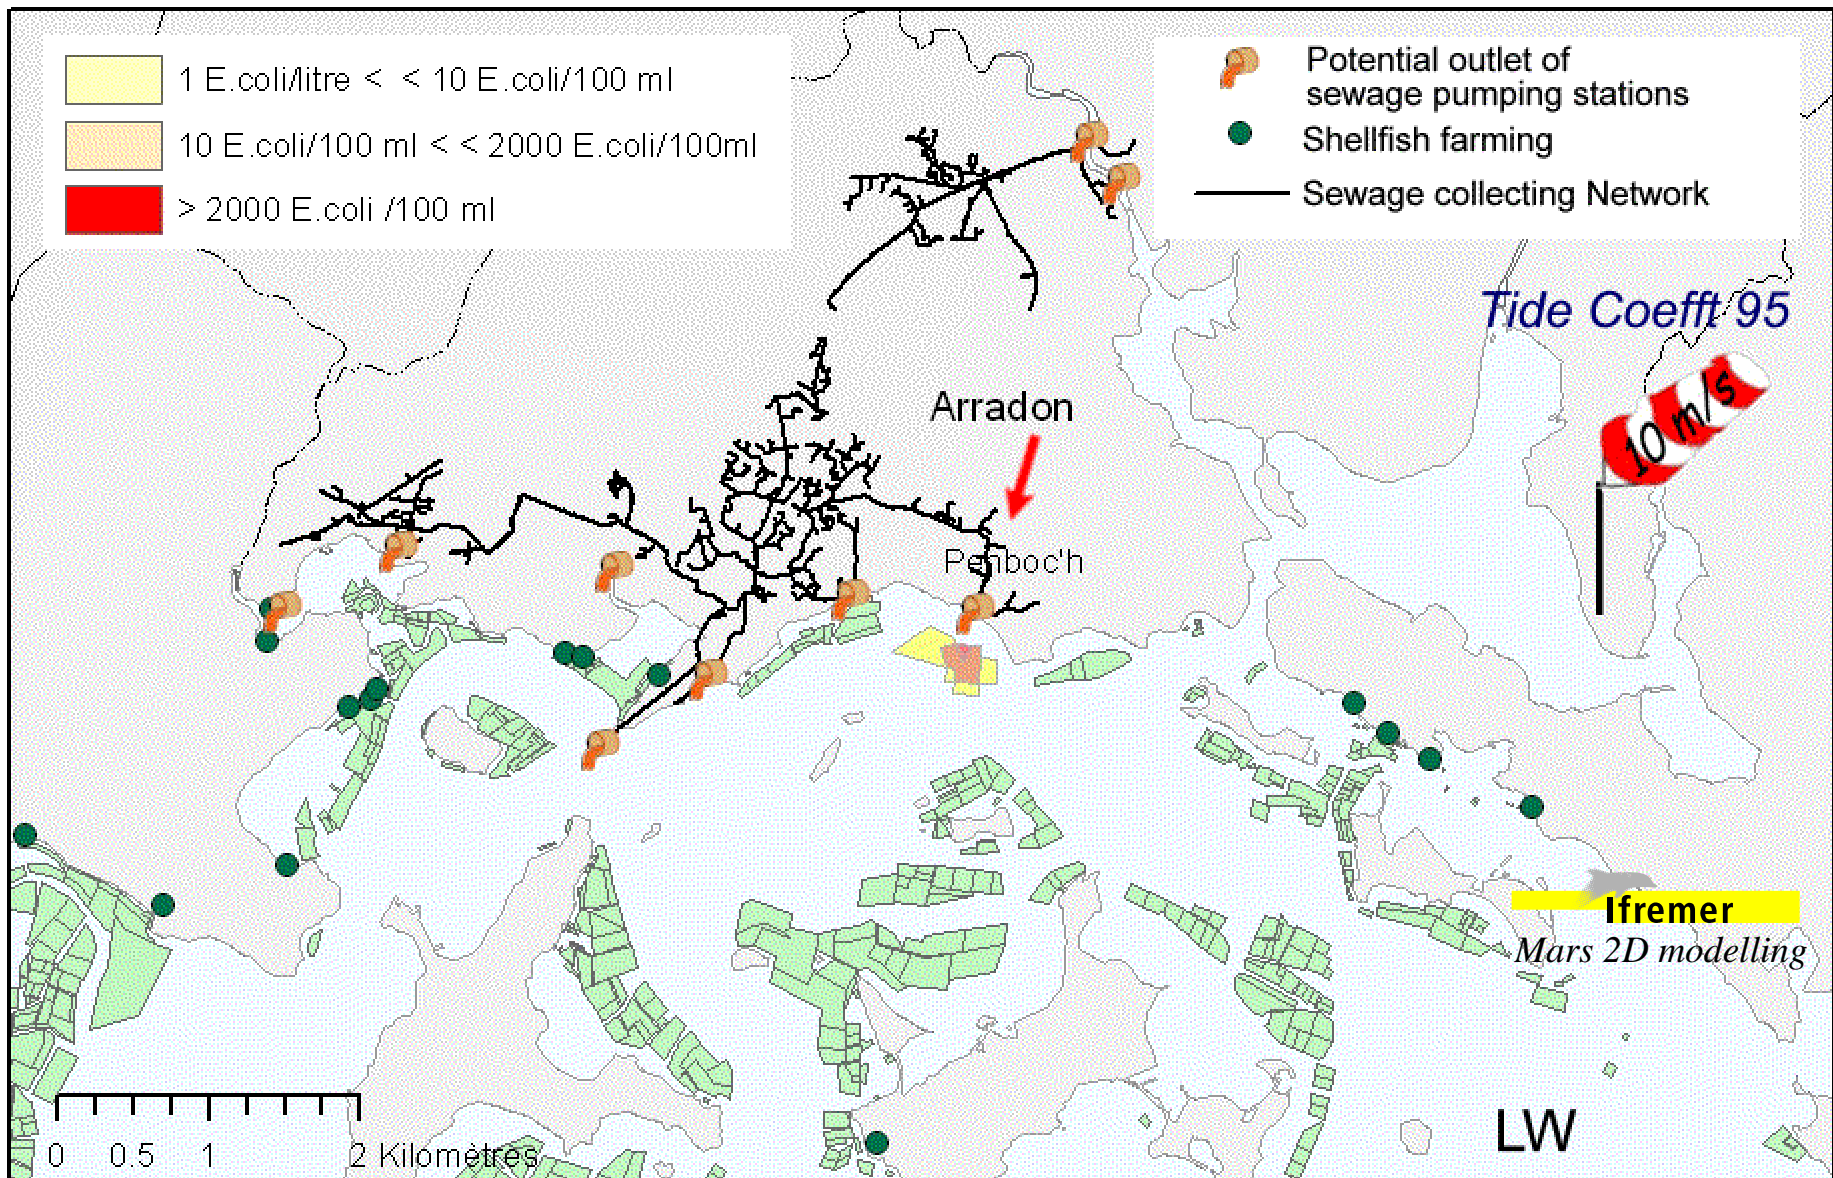 1 E.coli/litre < < 10 E.coli/100 ml
10 E.coli/100 ml < < 2000 E.coli/100ml
> 2000 E.coli /100 ml
Potential outlet of
sewage pumping stations
Shellfish farming
Sewage collecting Network
Tide Coefft 95
10 m/s
Arradon
Penboc'h
Ifremer
Mars 2D modelling
LW
0 0.5 1 2 Kilomètres